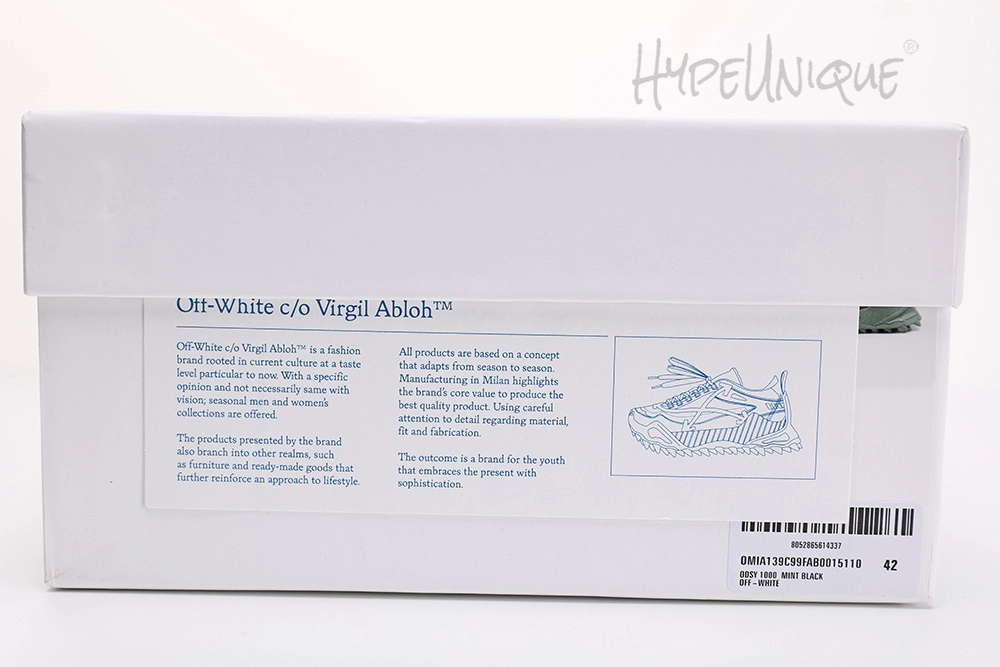 HYPEUNIQUE®
Off-White c/o Virgil Abloh™
Off-White c/o Virgil Abloh™ is a fashion
brand rooted in current culture at a taste
level particular to now. With a specific
opinion and not necessarily same with
vision; seasonal men and women's
collections are offered.
The products presented by the brand
also branch into other realms, such
as furniture and ready-made goods that
further reinforce an approach to lifestyle.
All products are based on a concept
that adapts from season to season.
Manufacturing in Milan highlights
the brand's core value to produce the
best quality product. Using careful
attention to detail regarding material,
fit and fabrication.
The outcome is a brand for the youth
that embraces the present with
sophistication.
8052865614337
OMIA139C99FAB0015110 42
ODSY 1000 MINT BLACK
OFF-WHITE